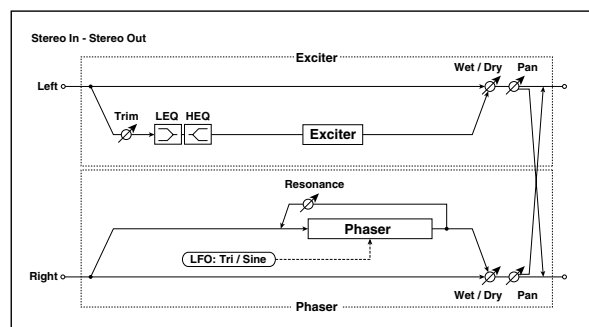 Stereo In - Stereo Out
Exciter
Wet / Dry Pan
Left
Trim LEQ HEQ
Exciter
Resonance
Phaser
LFO: Tri / Sine
Right
Wet / Dry Pan
Phaser